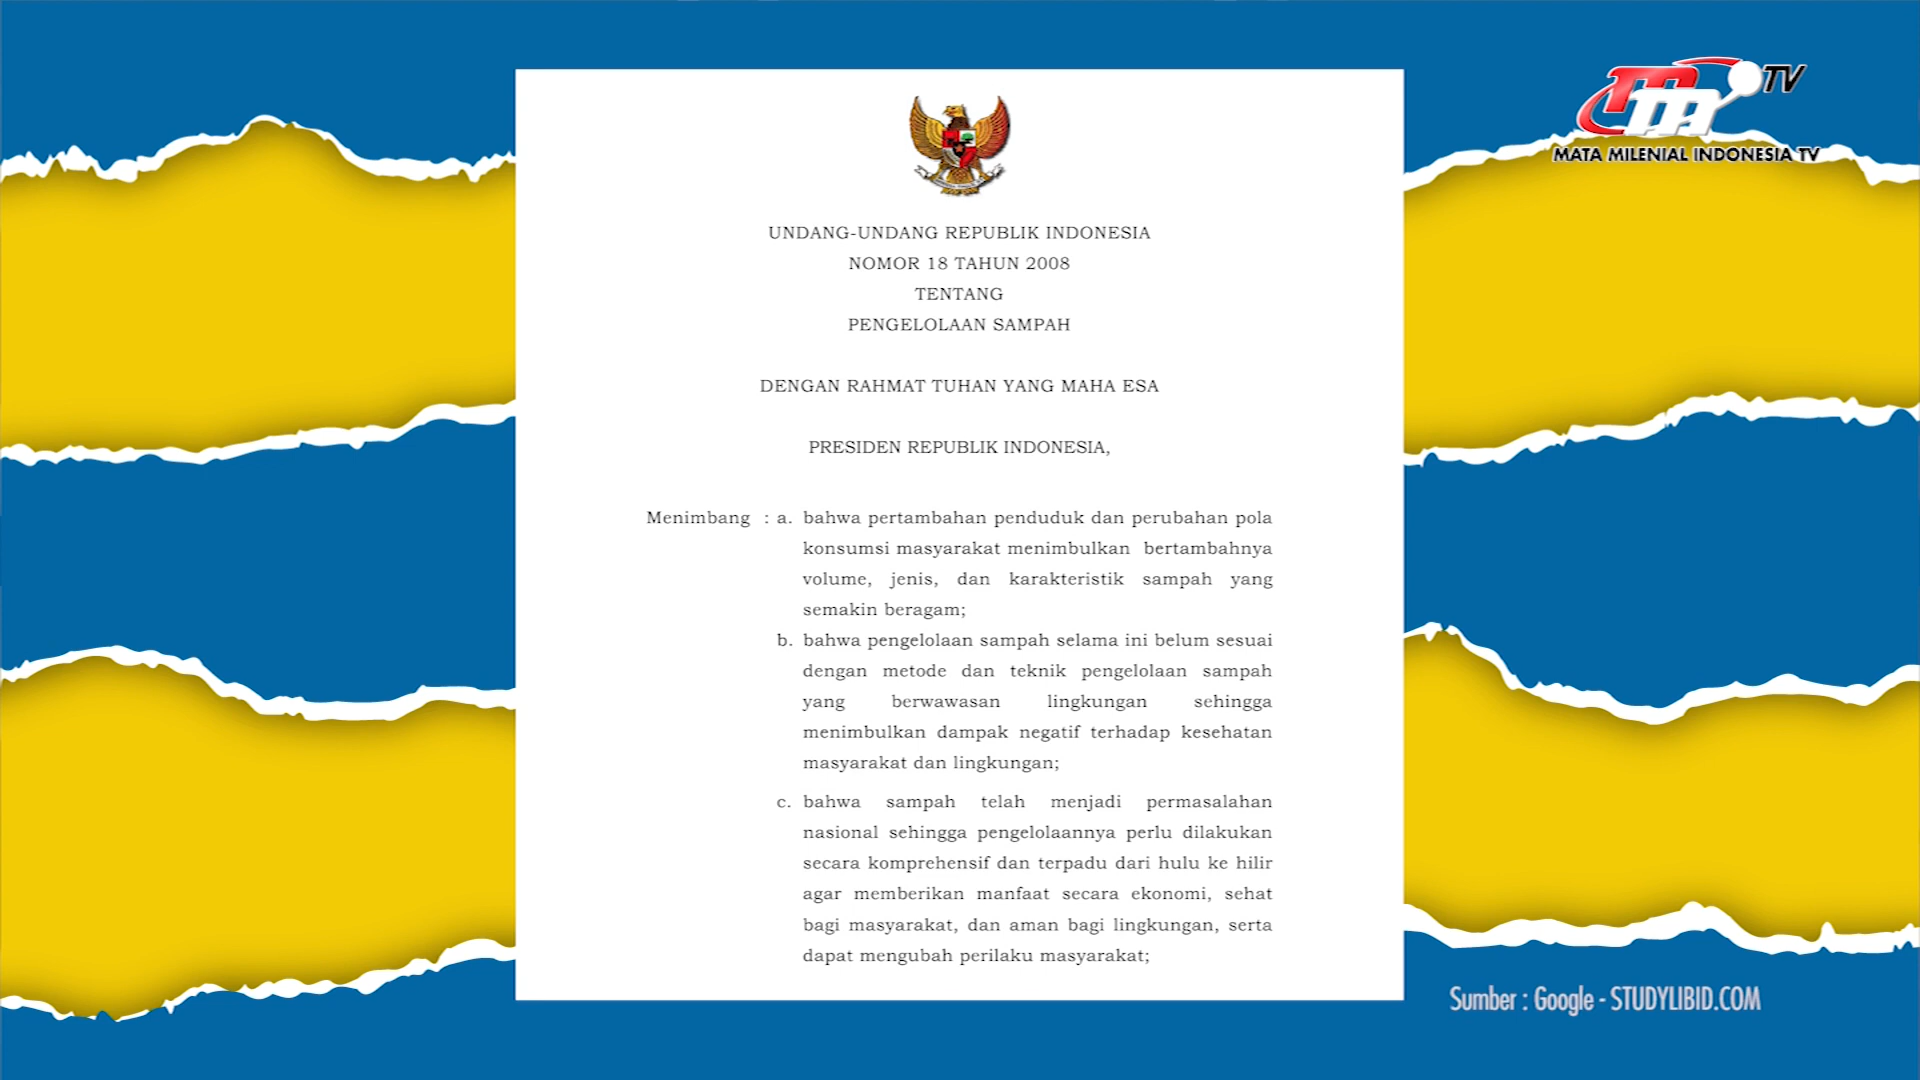 TV
MATA MILENIAL INDONESIA TV
UNDANG-UNDANG REPUBLIK INDONESIA
NOMOR 18 TAHUN 2008
TENTANG
PENGELOLAAN SAMPAH
DENGAN RAHMAT TUHAN YANG MAHA ESA
PRESIDEN REPUBLIK INDONESIA,
Menimbang : a. bahwa pertambahan penduduk dan perubahan pola
konsumsi masyarakat menimbulkan bertambahnya
volume, jenis, dan karakteristik sampah yang
semakin beragam;
b. bahwa pengelolaan sampah selama ini belum sesuai
dengan metode dan teknik pengelolaan sampah
yang berwawasan lingkungan sehingga
menimbulkan dampak negatif terhadap kesehatan
masyarakat dan lingkungan;
c. bahwa sampah telah menjadi permasalahan
nasional sehingga pengelolaannya perlu dilakukan
secara komprehensif dan terpadu dari hulu ke hilir
agar memberikan manfaat secara ekonomi, sehat
bagi masyarakat, dan aman bagi lingkungan, serta
dapat mengubah perilaku masyarakat;
Sumber : Google - STUDYLIBID.COM